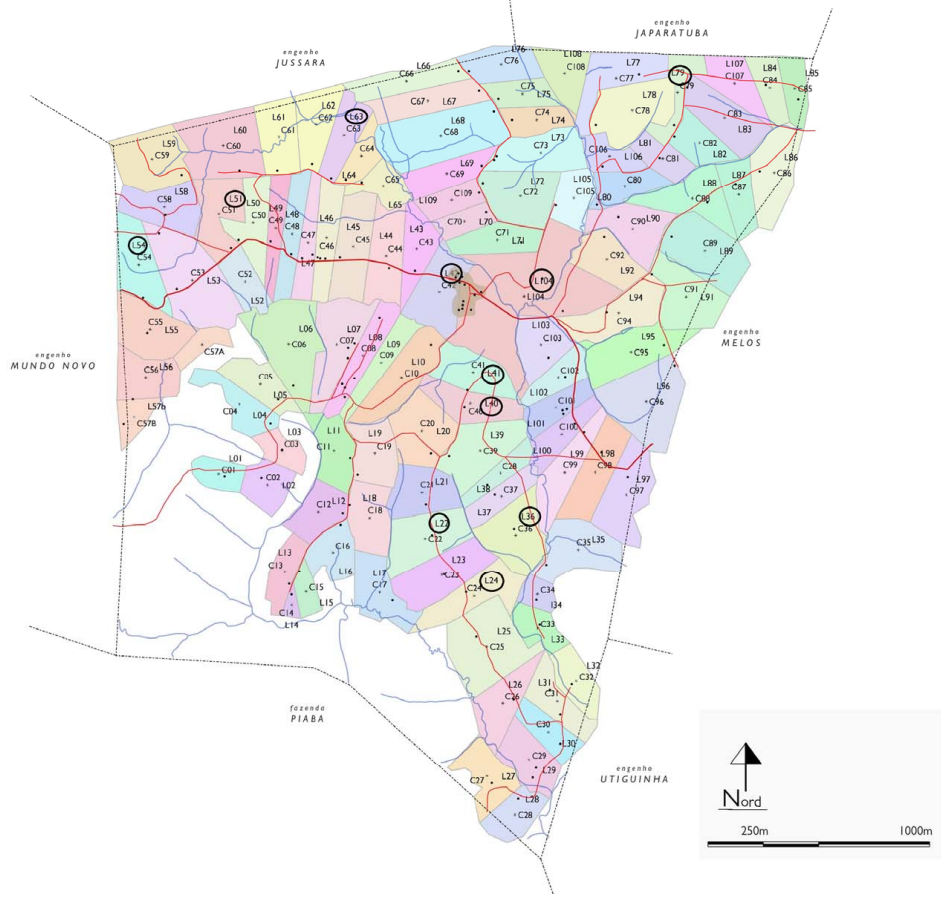 engenho
JAPARATUBA
engenho
JUSSARA
L76
C76
L108
C108
L77
C77
L79
C79
L107
C107
L84
C84
L85
C85
L66
C66
C75
L75
L78
C78
C67
L67
L62
C62
L63
C63
L61
C61
L60
C60
L59
C59
L68
C68
C74
L74
L73
C73
C83
L83
C64
L64
C106
L106
L81
C81
C82
L82
L86
C86
L69
C69
C65
L65
L72
C72
L105
C105
C80
L80
L88
C88
L87
C87
L58
C58
L51
C51
L50
C50
L49
C49
L48
C48
L46
C46
L45
C45
L44
C44
L43
C43
L109
C109
C70
L70
C71
L71
C90
L90
L54
C54
C47
L47
C92
L92
C89
L89
C53
L53
C52
L52
C42
L104
L104
C91
L91
L94
C94
C55
L55
C57A
L06
C06
L07
C07
L08
C08
L09
C09
L103
C103
L95
C95
engenho
MELOS
engenho
MUNDO NOVO
L56
C56
C05
L05
L10
C10
C41
L41
C102
L102
L96
C96
L57b
C57B
C04
L04
L40
C40
L101
L03
C03
L11
C11
L19
C19
C20
L20
L39
C39
C100
L100
L99
C99
L98
C98
L01
C01
C02
L02
C21
L21
C28
L38
C37
L37
L97
C97
C12
L12
L18
C18
L22
C22
L36
C36
C35
L35
L13
C13
C16
L16
L17
C17
L23
C23
L24
C24
C34
L34
C15
L15
C14
L14
C33
L33
L25
C25
L32
C32
L31
C31
L26
C26
fazenda
PIABA
C30
L30
C29
L29
C27
L27
L28
C28
engenho
UTIGUINHA
Nord
250m
1000m